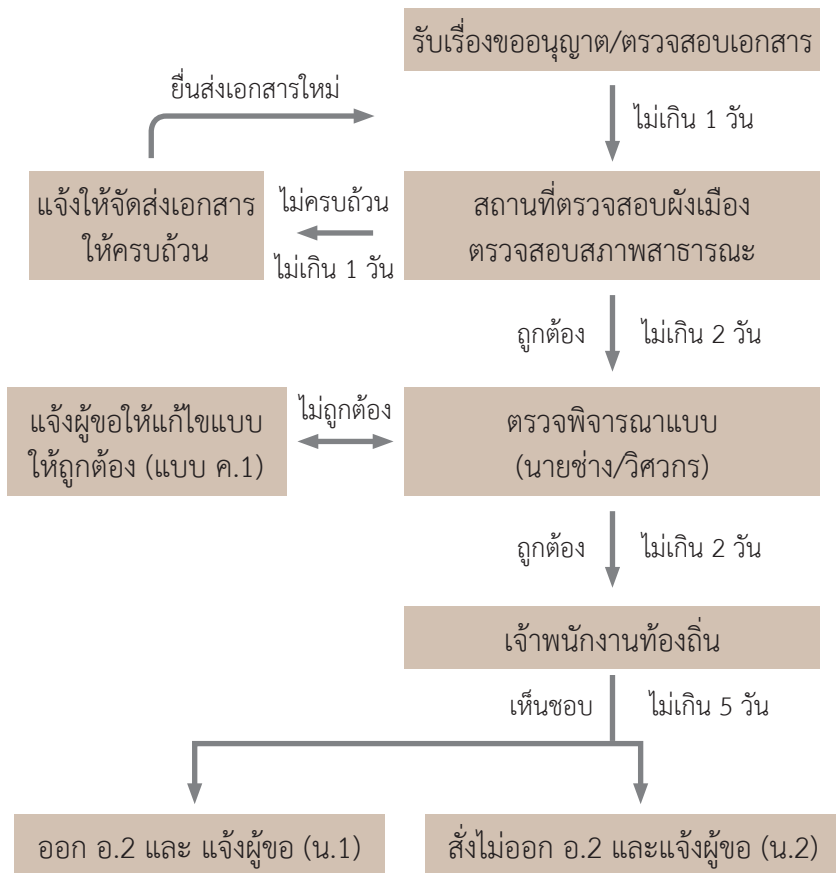 รับเรื่องขออนุญาต/ตรวจสอบเอกสาร
ยื่นส่งเอกสารใหม่
ไม่เกิน 1 วัน
แจ้งให้จัดส่งเอกสาร
ให้ครบถ้วน
ไม่ครบถ้วน
ไม่เกิน 1 วัน
สถานที่ตรวจสอบผังเมือง
ตรวจสอบสภาพสาธารณะ
ถูกต้อง
ไม่เกิน 2 วัน
แจ้งผู้ขอให้แก้ไขแบบ
ให้ถูกต้อง (แบบ ค.1)
ไม่ถูกต้อง
ตรวจพิจารณาแบบ
(นายช่าง/วิศวกร)
ถูกต้อง
ไม่เกิน 2 วัน
เจ้าพนักงานท้องถิ่น
เห็นชอบ
ไม่เกิน 5 วัน
ออก อ.2 และ แจ้งผู้ขอ (น.1)
สั่งไม่ออก อ.2 และแจ้งผู้ขอ (น.2)